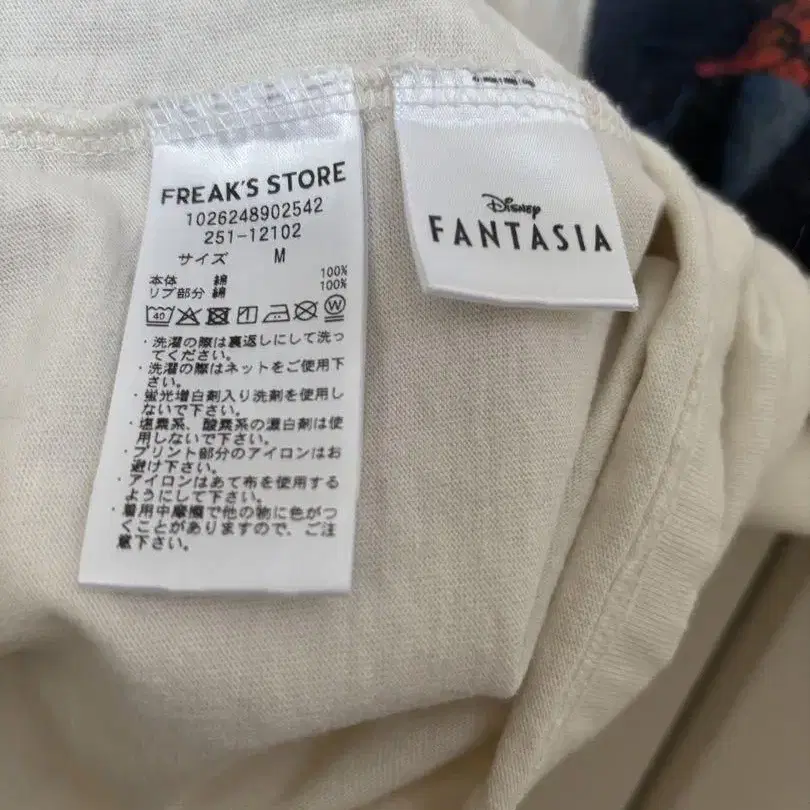 FREAK'S STORE
1026248902542
251-12102
サイズ M
本体 綿 100%
リブ部分 綿 100%
40 W
・洗濯の際は裏返しにして洗っ
てください。
・洗濯の際はネットをご使用下
さい。
・蛍光増白剤入り洗剤を使用し
ないで下さい。
・塩素系、酸素系の漂白剤は使
用しないで下さい。
・プリント部分のアイロンはお
避け下さい。
・アイロンはあて布を使用する
ようにして下さい。
・着用中摩擦で他の物に色がつ
くことがありますので、ご注
意下さい。
Disney
FANTASIA